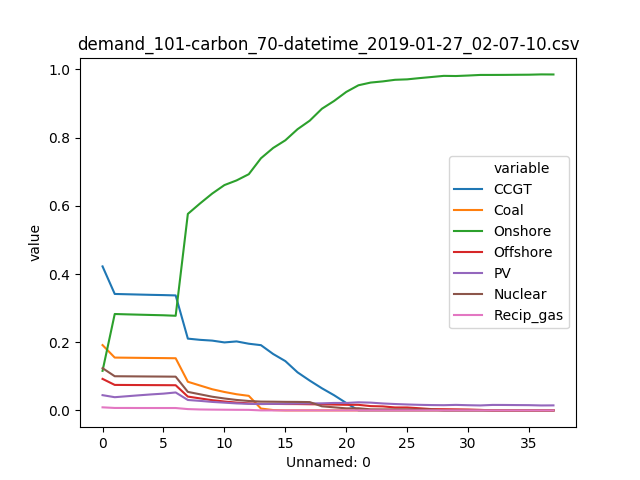 demand_101-carbon_70-datetime_2019-01-27_02-07-10.csv
value
1.0
0.8
0.6
0.4
0.2
0.0
variable
CCGT
Coal
Onshore
Offshore
PV
Nuclear
Recip_gas
0 5 10 15 20 25 30 35
Unnamed: 0